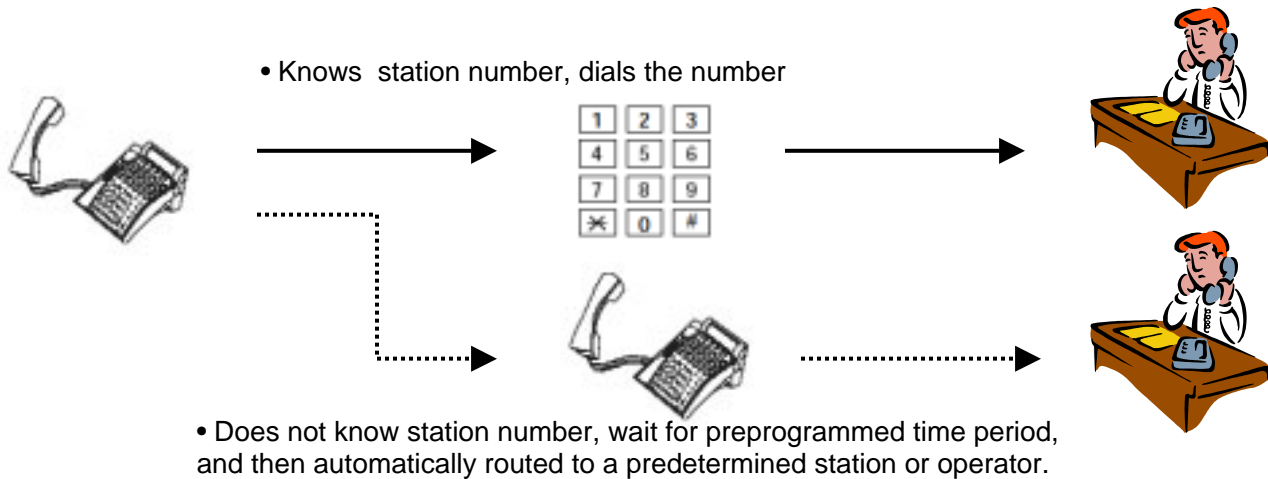 • Knows station number, dials the number
1 2 3
4 5 6
7 8 9
* 0 #
• Does not know station number, wait for preprogrammed time period,
and then automatically routed to a predetermined station or operator.